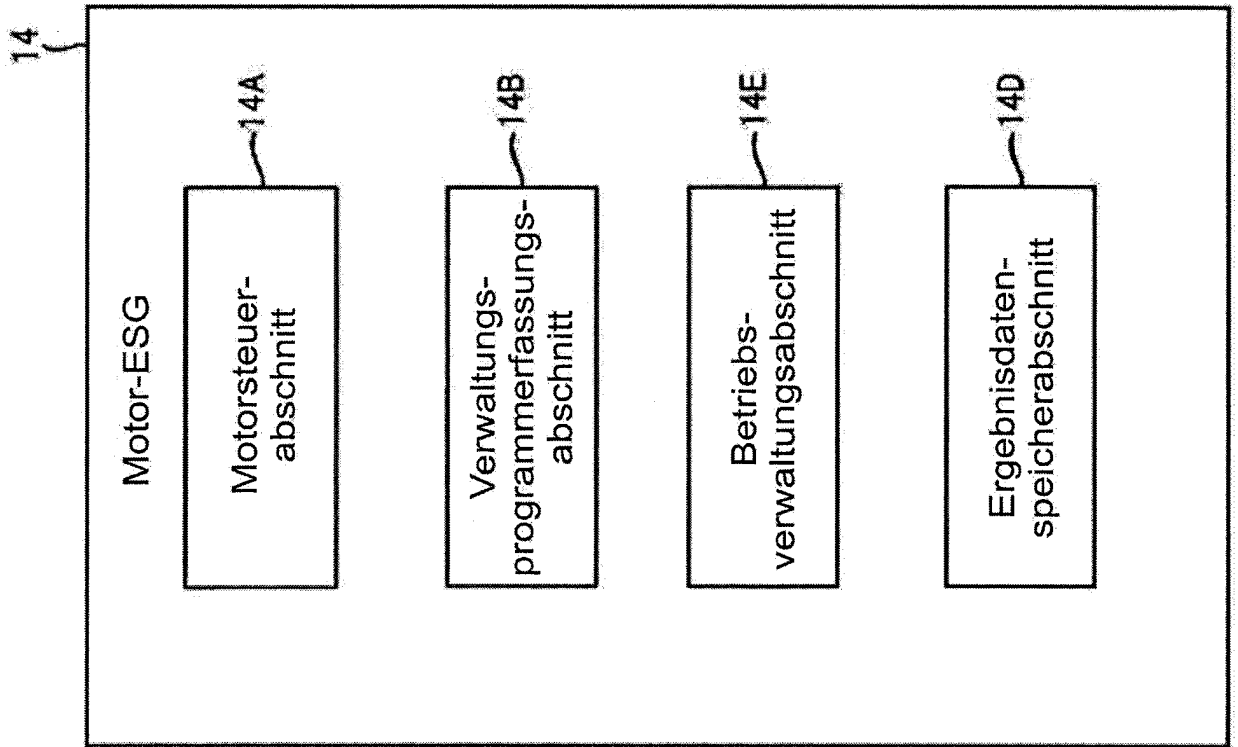 14
Motor-ESG
14A
Motorsteuer-
abschnitt
14B
Verwaltungs-
programmerfassungs-
abschnitt
14E
Betriebs-
verwaltungsabschnitt
14D
Ergebnisdaten-
speicherabschnitt